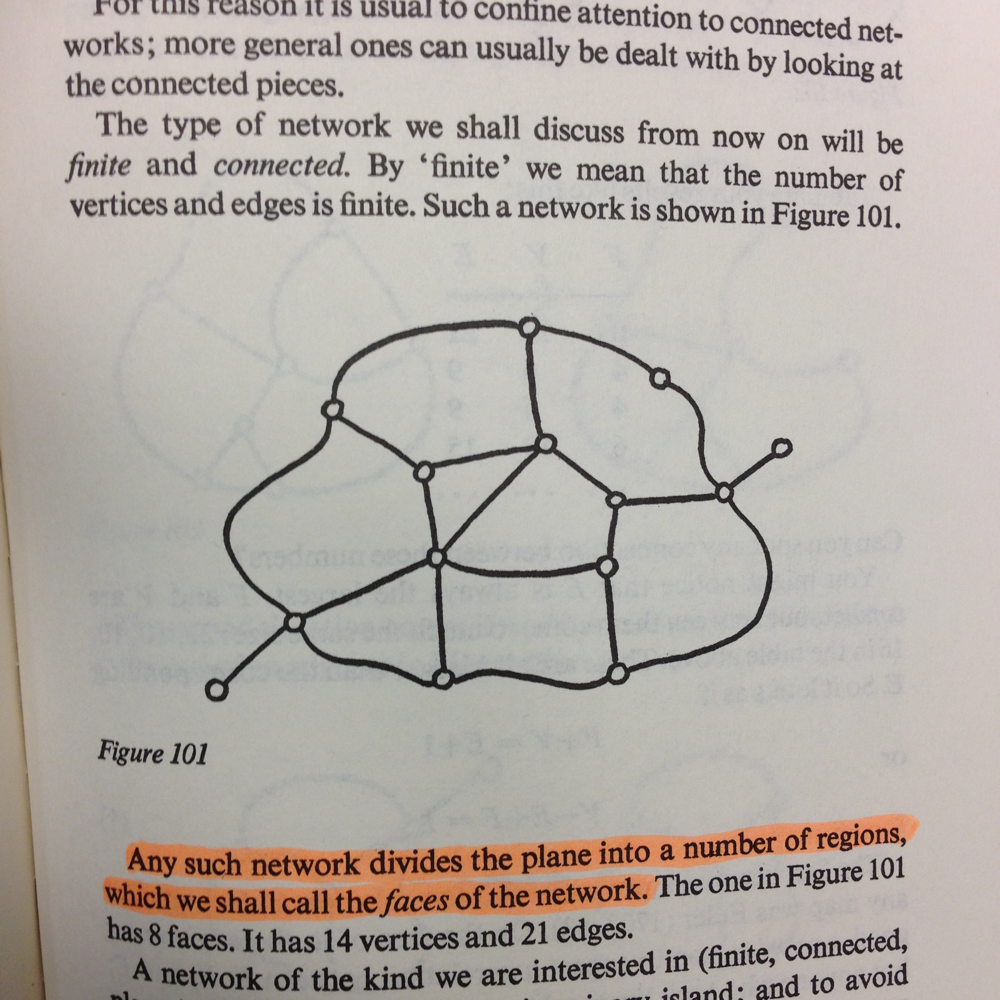 For this reason it is usual to confine attention to connected net-
works; more general ones can usually be dealt with by looking at
the connected pieces.
The type of network we shall discuss from now on will be
finite and connected. By ‘finite’ we mean that the number of
vertices and edges is finite. Such a network is shown in Figure 101.
Figure 101
Any such network divides the plane into a number of regions,
which we shall call the faces of the network. The one in Figure 101
has 8 faces. It has 14 vertices and 21 edges.
A network of the kind we are interested in (finite, connected,
island; and to avoid